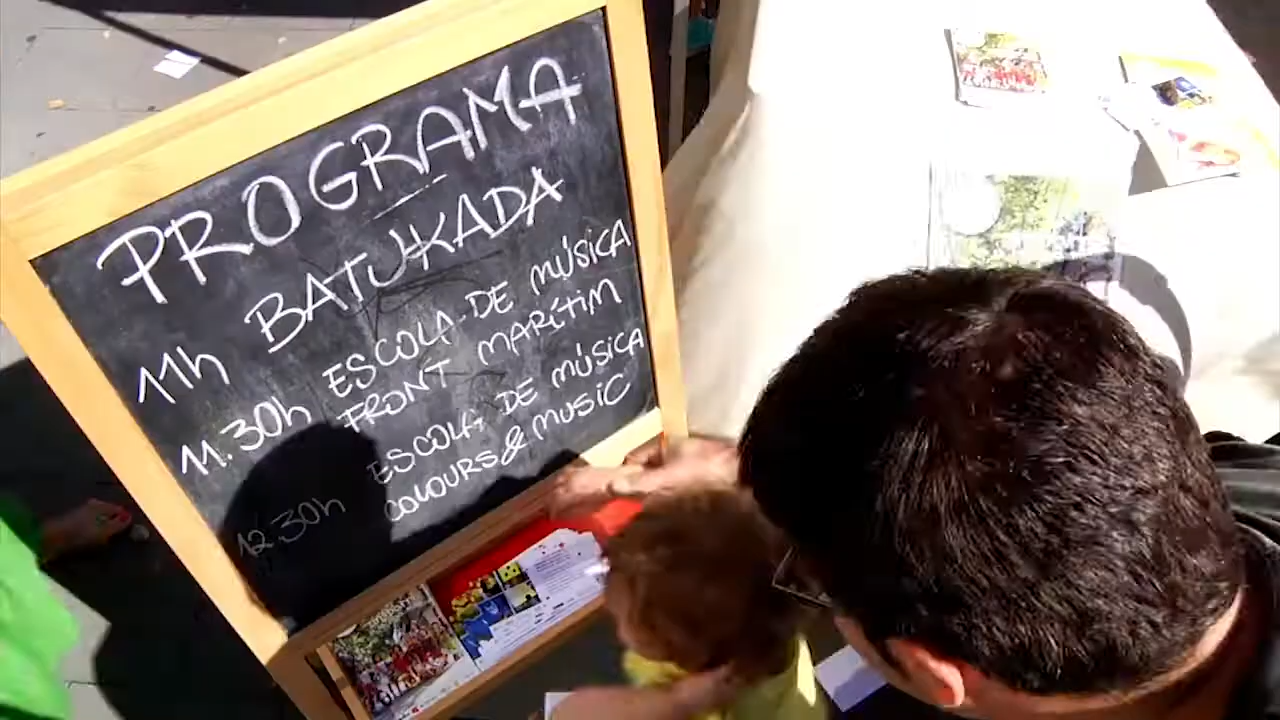 PROGRAMA
11h BATUKADA
11.30h ESCOLA DE MÚSICA
FRONT MARÍTIM
12.30h ESCOLA DE MÚSICA
COLOURS & MUSIC